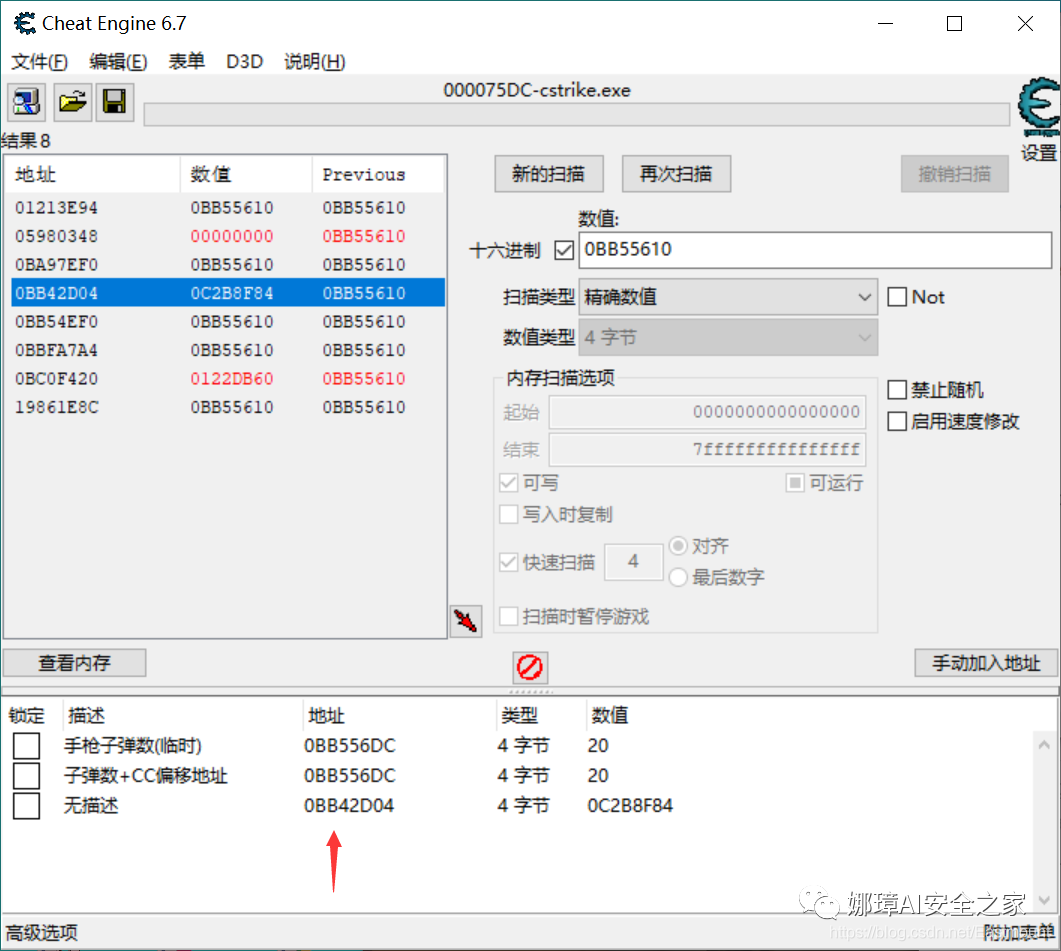 Cheat Engine 6.7
文件(F) 编辑(E) 表单 D3D 说明(H)
000075DC-cstrike.exe
设置
结果 8
地址 数值 Previous
01213E94 0BB55610 0BB55610
05980348 00000000 0BB55610
0BA97EF0 0BB55610 0BB55610
0BB42D04 0C2B8F84 0BB55610
0BB54EF0 0BB55610 0BB55610
0BBFA7A4 0BB55610 0BB55610
0BC0F420 0122DB60 0BB55610
19861E8C 0BB55610 0BB55610
新的扫描 再次扫描 撤销扫描
数值:
十六进制 0BB55610
扫描类型 精确数值 Not
数值类型 4 字节
内存扫描选项
起始 0000000000000000
结束 7fffffffffffffff
可写 可运行
写入时复制
快速扫描 4 对齐
最后数字
扫描时暂停游戏
禁止随机
启用速度修改
查看内存 手动加入地址
锁定 描述 地址 类型 数值
手枪子弹数(临时) 0BB556DC 4 字节 20
子弹数+CC偏移地址 0BB556DC 4 字节 20
无描述 0BB42D04 4 字节 0C2B8F84
娜璋AI安全之家
高级选项 附加表单
https://blog.csdn.net/